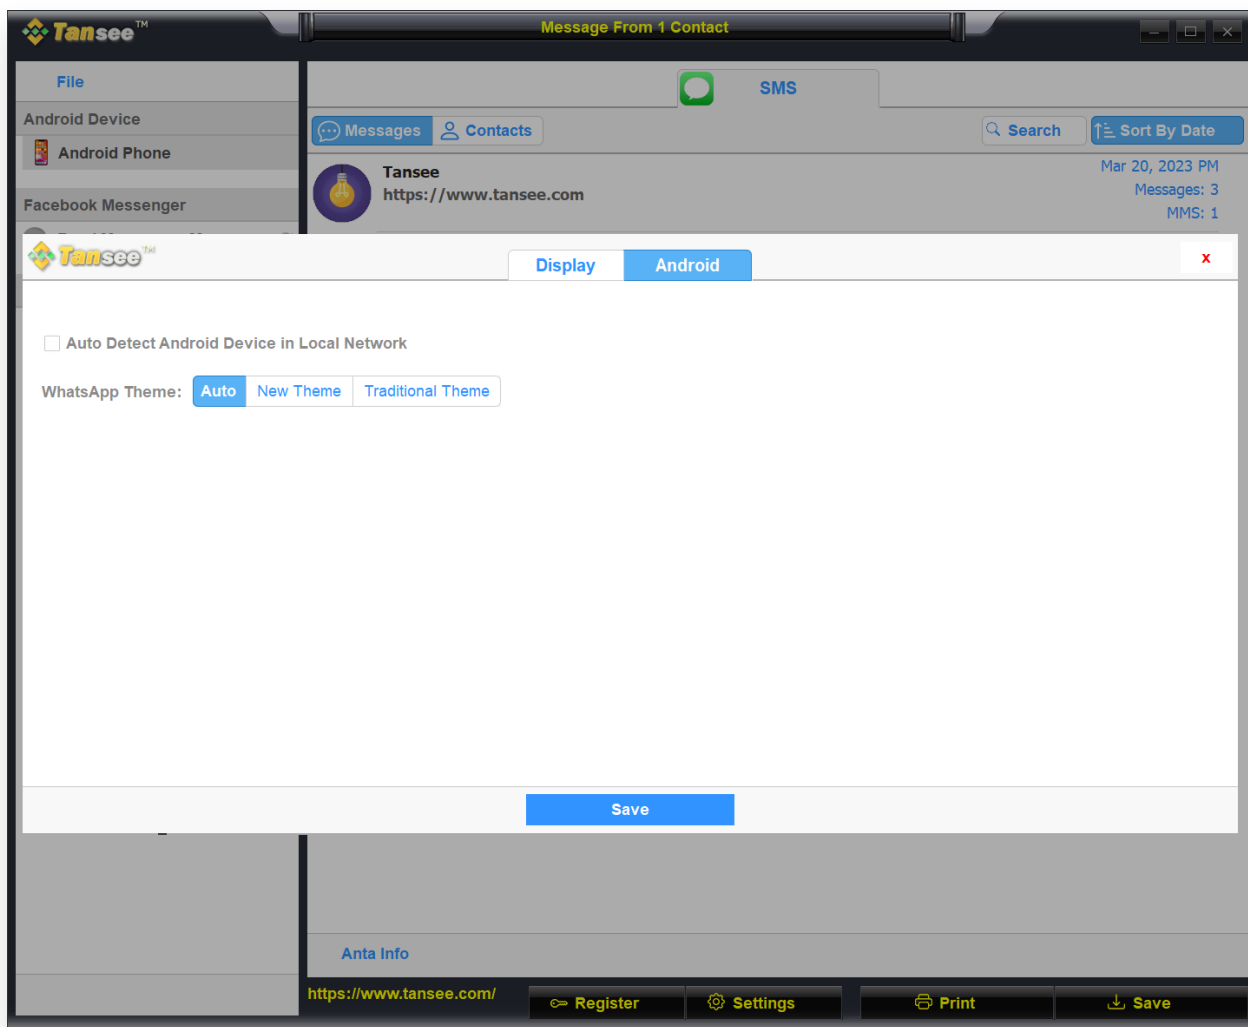 Tansee™
Message From 1 Contact
File
SMS
Android Device
Messages
Contacts
Search
Sort By Date
Android Phone
Tansee
https://www.tansee.com
Mar 20, 2023 PM
Messages: 3
MMS: 1
Facebook Messenger
Tansee™
Display
Android
x
Auto Detect Android Device in Local Network
WhatsApp Theme:
Auto
New Theme
Traditional Theme
Save
Anta Info
https://www.tansee.com/
Register
Settings
Print
Save